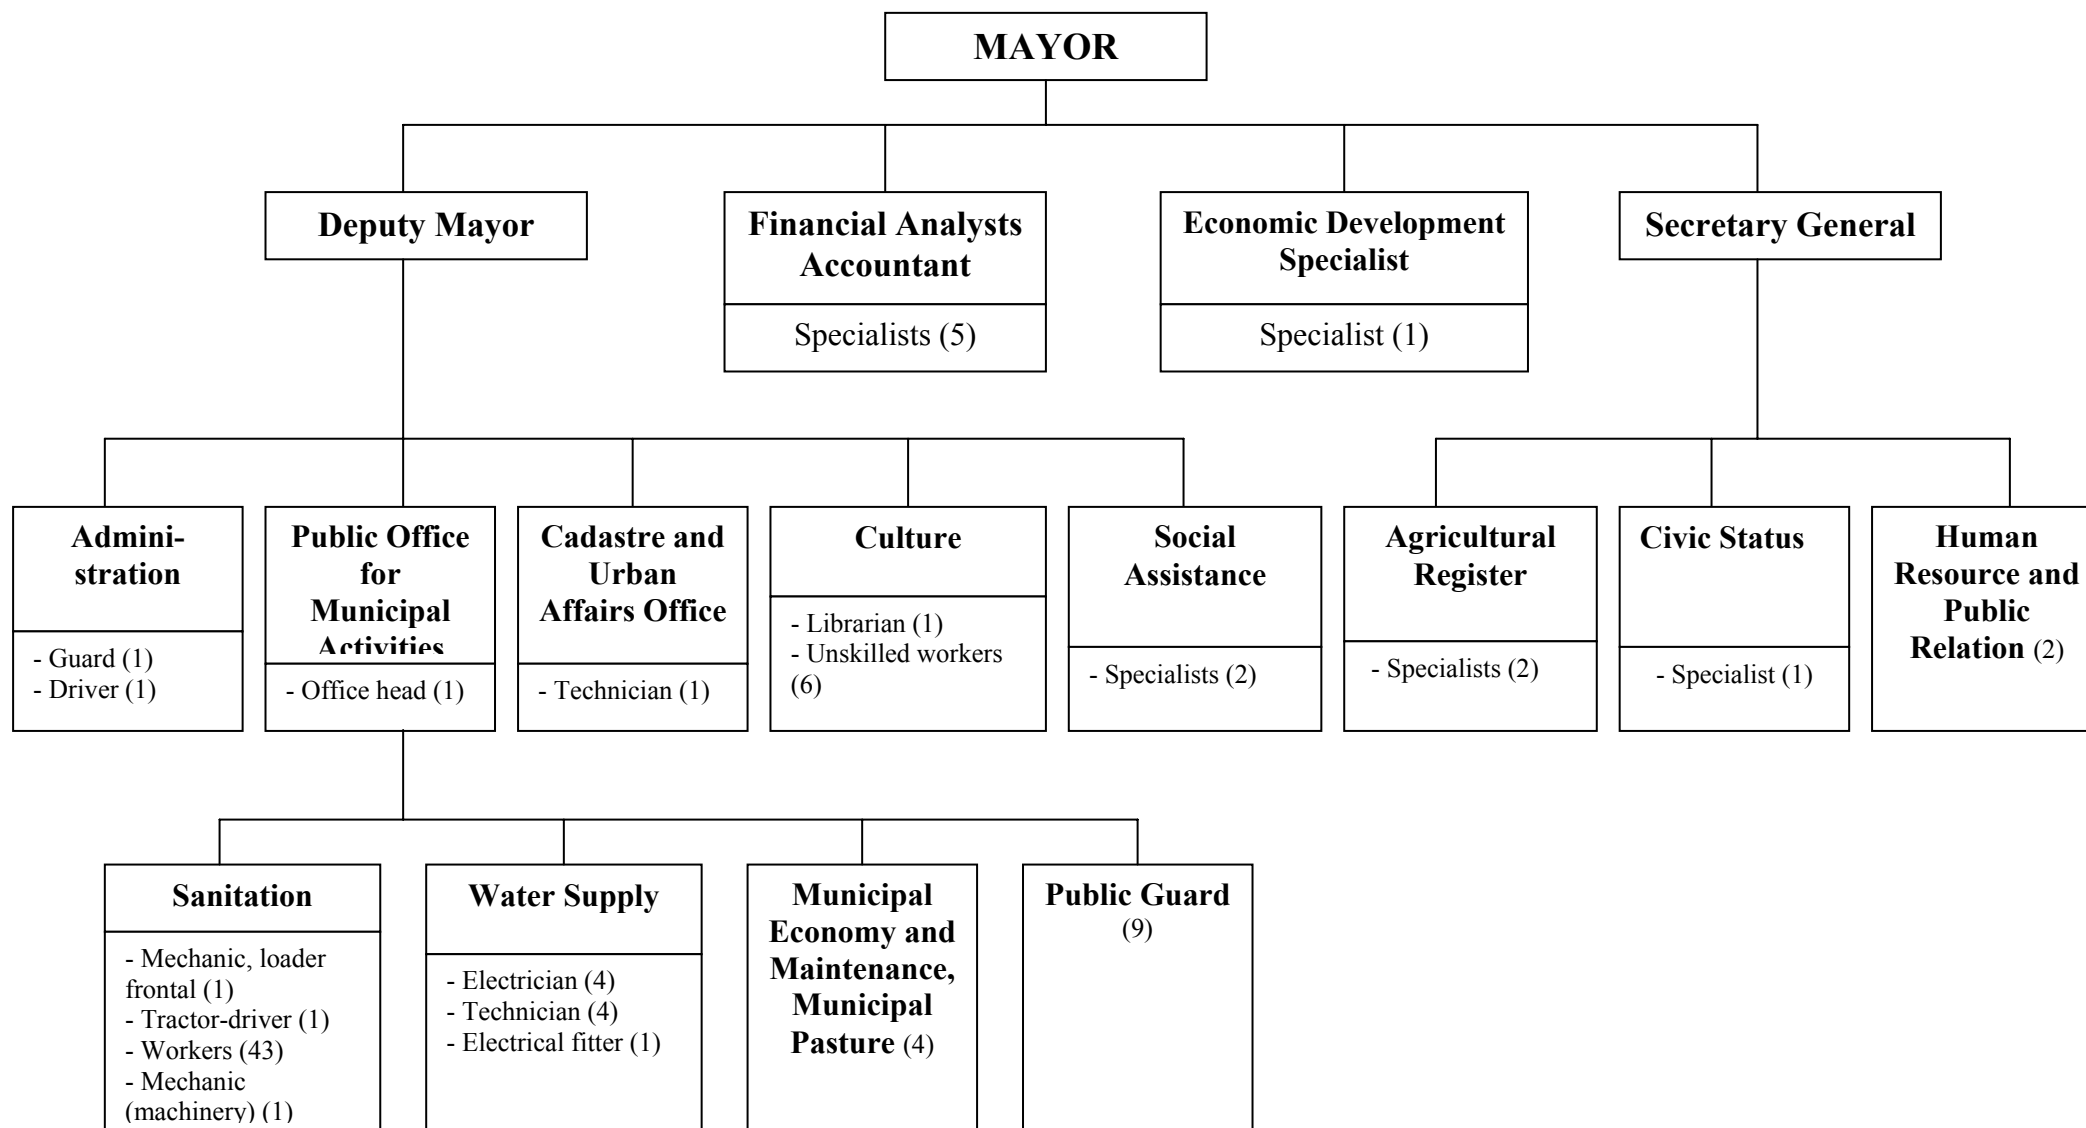 MAYOR
Deputy Mayor
Financial Analysts
Accountant
Specialists (5)
Economic Development
Specialist
Specialist (1)
Secretary General
Admini-
stration
- Guard (1)
- Driver (1)
Public Office
for
Municipal
Activities
- Office head (1)
Cadastre and
Urban
Affairs Office
- Technician (1)
Culture
- Librarian (1)
- Unskilled workers
(6)
Social
Assistance
- Specialists (2)
Agricultural
Register
- Specialists (2)
Civic Status
- Specialist (1)
Human
Resource and
Public
Relation (2)
Sanitation
- Mechanic, loader
frontal (1)
- Tractor-driver (1)
- Workers (43)
- Mechanic
(machinery) (1)
Water Supply
- Electrician (4)
- Technician (4)
- Electrical fitter (1)
Municipal
Economy and
Maintenance,
Municipal
Pasture (4)
Public Guard
(9)